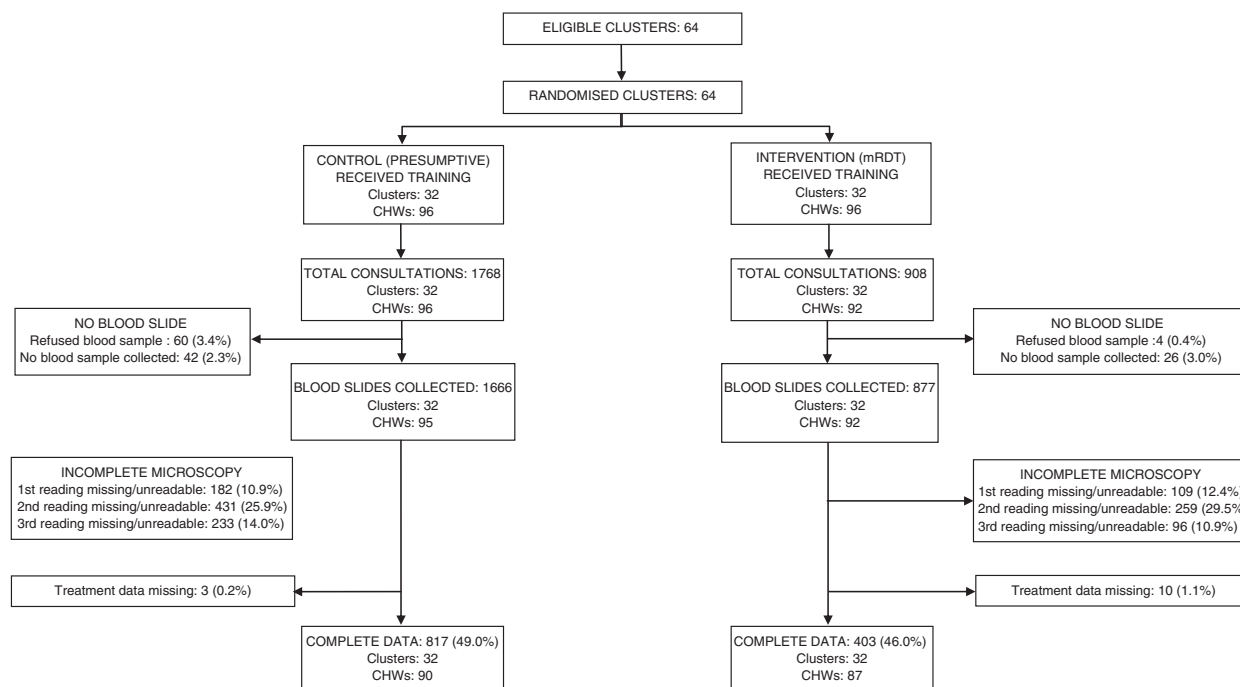 ELIGIBLE CLUSTERS: 64
RANDOMISED CLUSTERS: 64
CONTROL (PRESUMPTIVE)
RECEIVED TRAINING
Clusters: 32
CHWs: 96
INTERVENTION (mRDT)
RECEIVED TRAINING
Clusters: 32
CHWs: 96
TOTAL CONSULTATIONS: 1768
Clusters: 32
CHWs: 96
TOTAL CONSULTATIONS: 908
Clusters: 32
CHWs: 92
NO BLOOD SLIDE
Refused blood sample : 60 (3.4%)
No blood sample collected: 42 (2.3%)
NO BLOOD SLIDE
Refused blood sample :4 (0.4%)
No blood sample collected: 26 (3.0%)
BLOOD SLIDES COLLECTED: 1666
Clusters: 32
CHWs: 95
BLOOD SLIDES COLLECTED: 877
Clusters: 32
CHWs: 92
INCOMPLETE MICROSCOPY
1st reading missing/unreadable: 182 (10.9%)
2nd reading missing/unreadable: 431 (25.9%)
3rd reading missing/unreadable: 233 (14.0%)
INCOMPLETE MICROSCOPY
1st reading missing/unreadable: 109 (12.4%)
2nd reading missing/unreadable: 259 (29.5%
3rd reading missing/unreadable: 96 (10.9%)
Treatment data missing: 3 (0.2%)
Treatment data missing: 10 (1.1%)
COMPLETE DATA: 817 (49.0%)
Clusters: 32
CHWs: 90
COMPLETE DATA: 403 (46.0%)
Clusters: 32
CHWs: 87